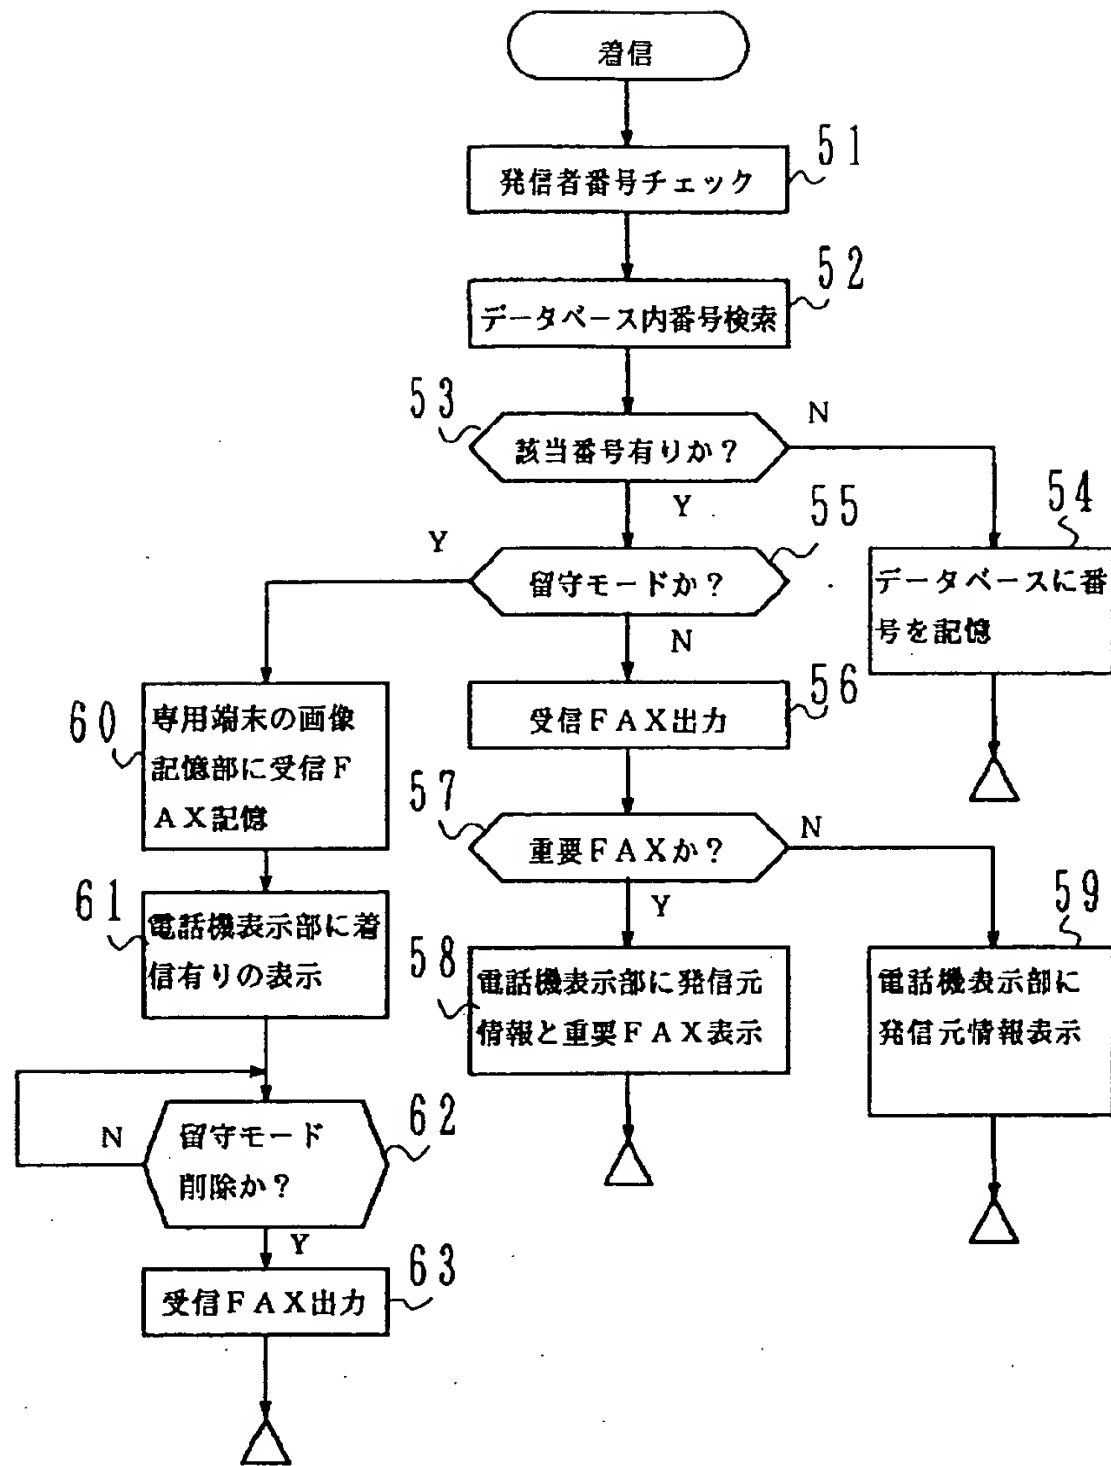 着信
51
発信者番号チェック
52
データベース内番号検索
53
該当番号有りか？
N
Y
54
データベースに番
号を記憶
55
留守モードか？
Y
N
56
受信ＦＡＸ出力
57
重要ＦＡＸか？
N
Y
58
電話機表示部に発信元
情報と重要ＦＡＸ表示
59
電話機表示部に
発信元情報表示
60
専用端末の画像
記憶部に受信Ｆ
ＡＸ記憶
61
電話機表示部に着
信有りの表示
62
留守モード
削除か？
N
Y
63
受信ＦＡＸ出力